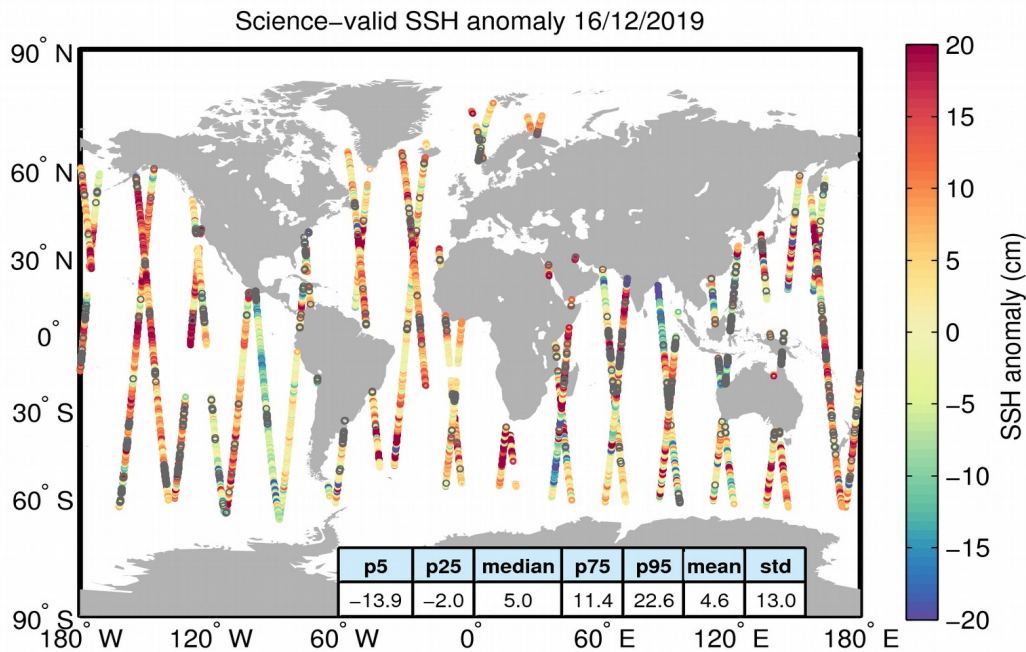 Science−valid SSH anomaly 16/12/2019
90° N
60° N
30° N
0°
30° S
60° S
90° S
180° W
120° W
60° W
0°
60° E
120° E
180° E
p5 p25 median p75 p95 mean std
−13.9 −2.0 5.0 11.4 22.6 4.6 13.0
20
15
10
5
0
−5
−10
−15
−20
SSH anomaly (cm)